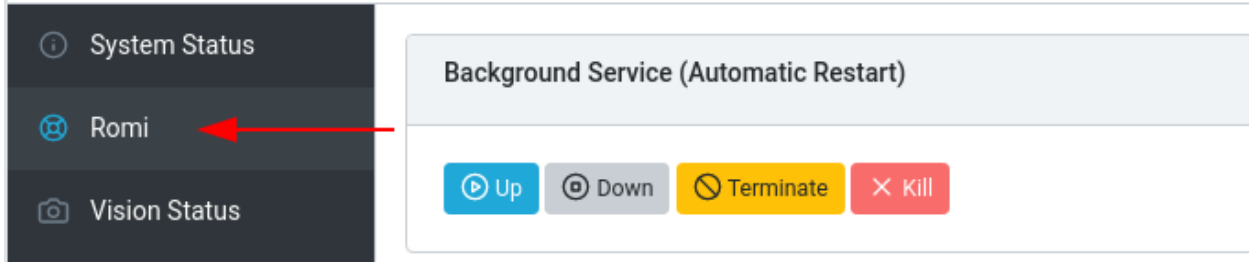 System Status
Romi
Vision Status
Background Service (Automatic Restart)
Up Down Terminate Kill